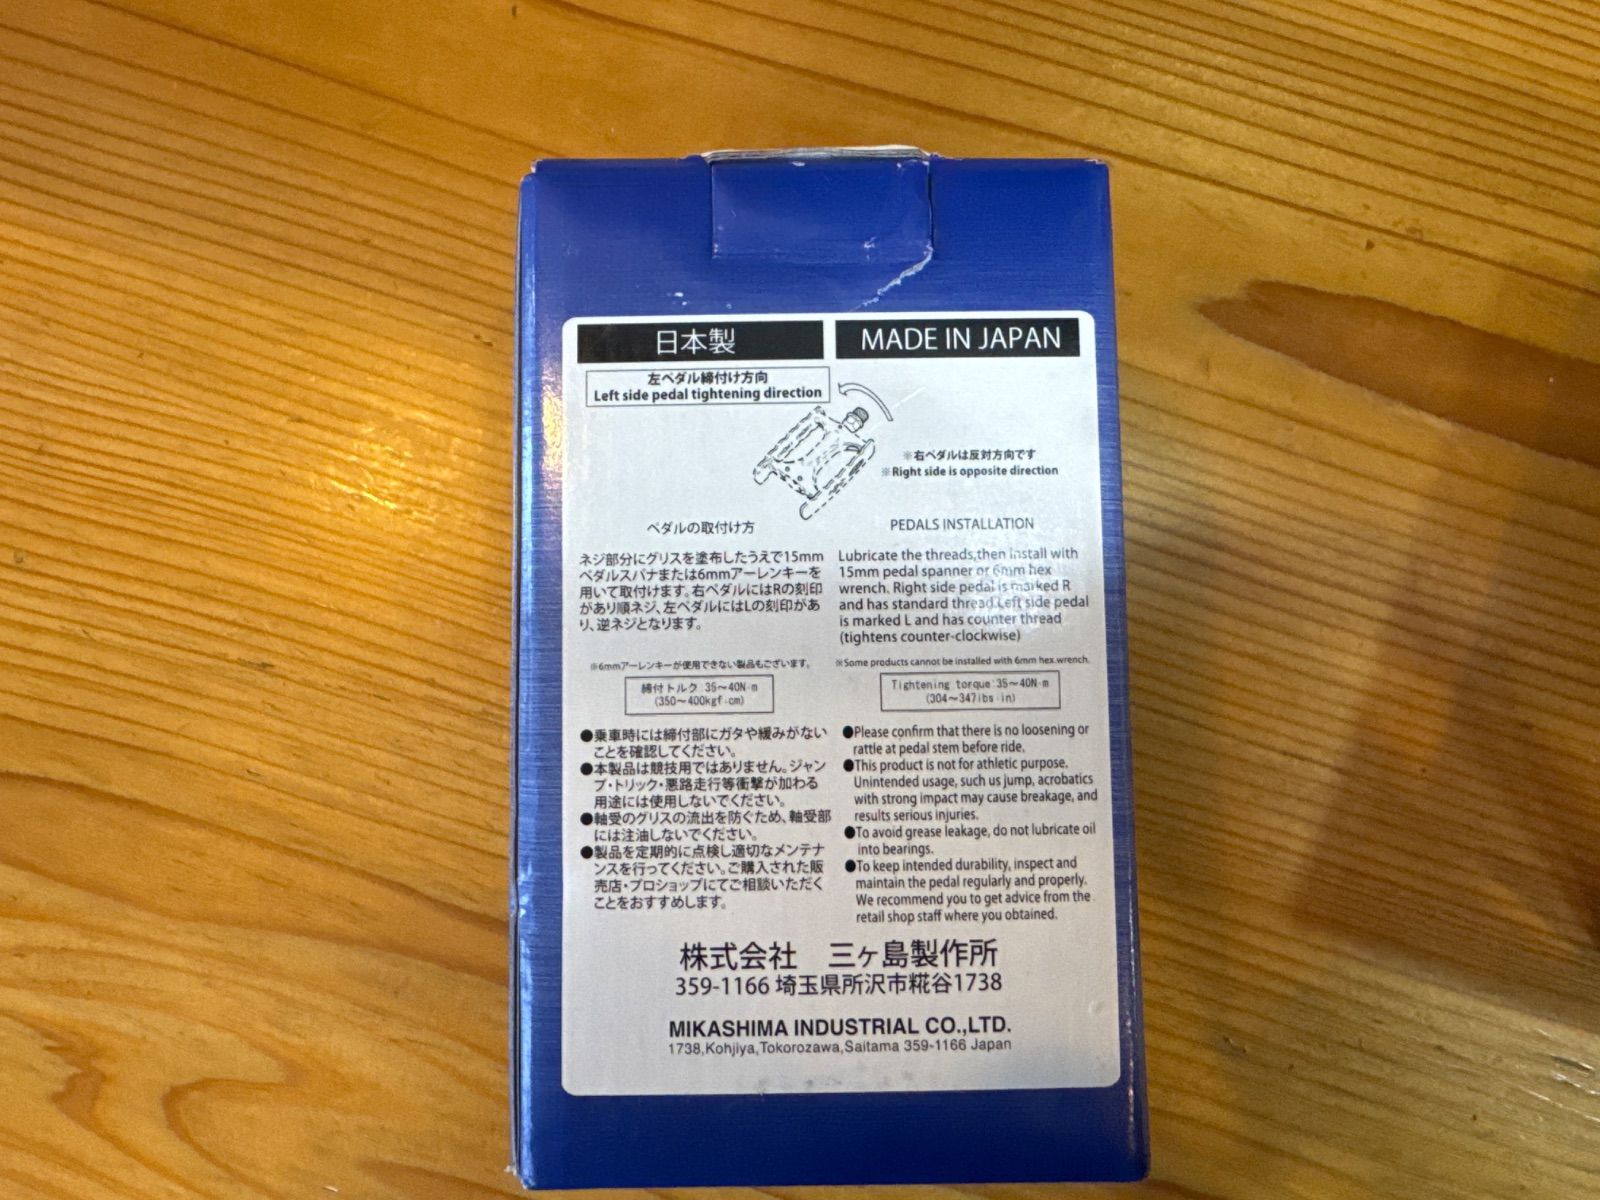 日本製
MADE IN JAPAN
左ペダル締付け方向
Left side pedal tightening direction
※右ペダルは反対方向です
※Right side is opposite direction
ペダルの取付け方
ネジ部分にグリスを塗布したうえで15mm
ペダルスパナまたは6mmアーレンキーを
用いて取付けます。右ペダルにはRの刻印
があり順ネジ、左ペダルにはLの刻印があ
り、逆ネジとなります。
※6mmアーレンキーが使用できない製品もございます。
締付トルク:35～40N·m
(350～400kgf·cm)
●乗車時には締付部にガタや緩みがない
ことを確認してください。
●本製品は競技用ではありません。ジャン
プ・トリック・悪路走行等衝撃が加わる
用途には使用しないでください。
●軸受のグリスの流出を防ぐため、軸受部
には注油しないでください。
●製品を定期的に点検し適切なメンテナ
ンスを行ってください。ご購入された販
売店・プロショップにてご相談いただく
ことをおすすめします。
PEDALS INSTALLATION
Lubricate the threads,then install with
15mm pedal spanner or 6mm hex
wrench. Right side pedal is marked R
and has standard thread.Left side pedal
is marked L and has counter thread
(tightens counter-clockwise)
※Some products cannot be installed with 6mm hex wrench.
Tightening torque:35～40N·m
(304～347lbs·in)
●Please confirm that there is no loosening or
rattle at pedal stem before ride.
●This product is not for athletic purpose.
Unintended usage, such us jump, acrobatics
with strong impact may cause breakage, and
results serious injuries.
●To avoid grease leakage, do not lubricate oil
into bearings.
●To keep intended durability, inspect and
maintain the pedal regularly and properly.
We recommend you to get advice from the
retail shop staff where you obtained.
株式会社 三ヶ島製作所
359-1166 埼玉県所沢市糀谷1738
MIKASHIMA INDUSTRIAL CO.,LTD.
1738,Kohjiya,Tokorozawa,Saitama 359-1166 Japan